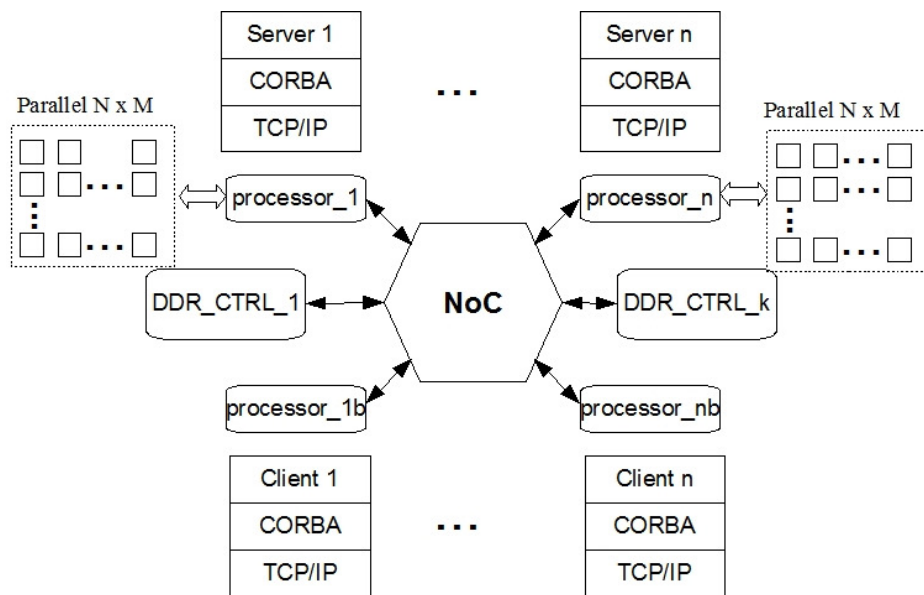 Server 1
CORBA
TCP/IP
Server n
CORBA
TCP/IP
...
Parallel N x M
Parallel N x M
processor_1
processor_n
DDR_CTRL_1
NoC
DDR_CTRL_k
processor_1b
processor_nb
Client 1
CORBA
TCP/IP
...
Client n
CORBA
TCP/IP